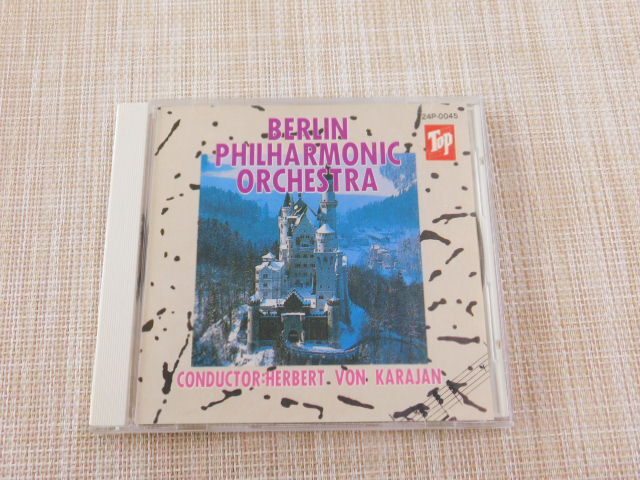 24P-0045
Top
BERLIN
PHILHARMONIC
ORCHESTRA
CONDUCTOR:HERBERT VON KARAJAN